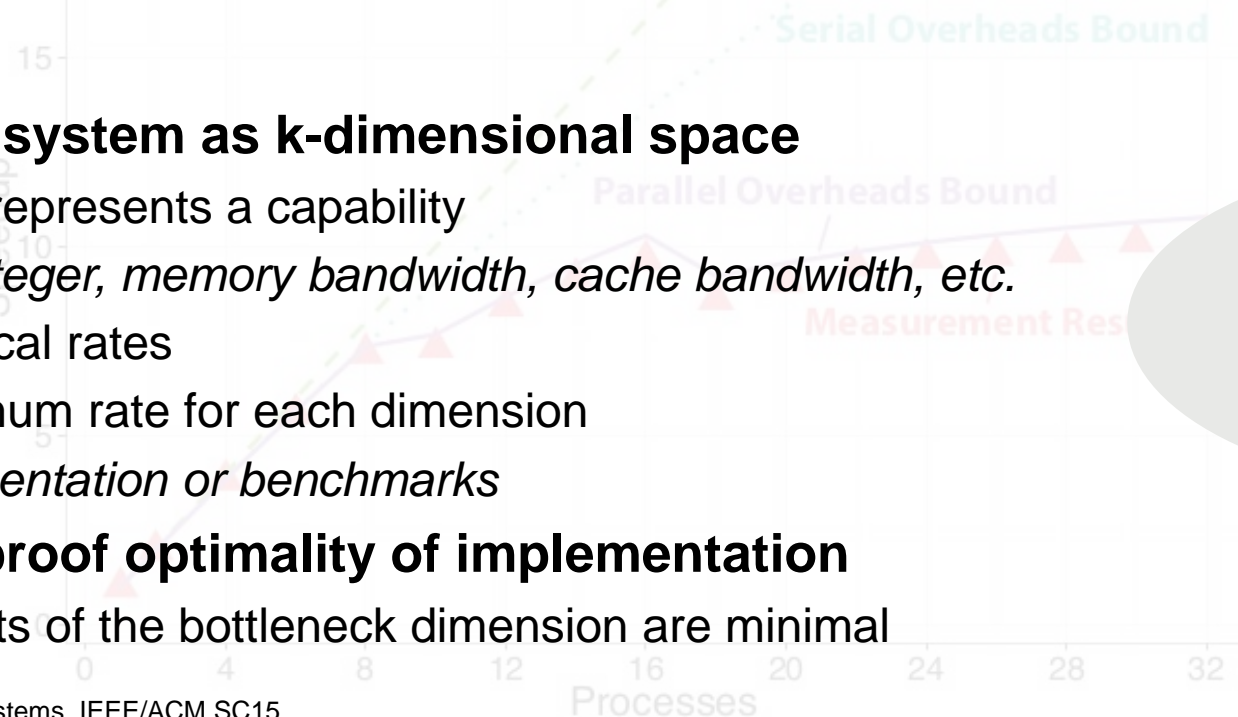 Serial Overheads Bound
15
system as k-dimensional space
Parallel Overheads Bound
represents a capability
10
teger, memory bandwidth, cache bandwidth, etc.
Measurement Res
cal rates
num rate for each dimension
5
entation or benchmarks
proof optimality of implementation
ts of the bottleneck dimension are minimal
0
0 4 8 12 16 20 24 28 32
Processes
stems, IEEE/ACM SC15